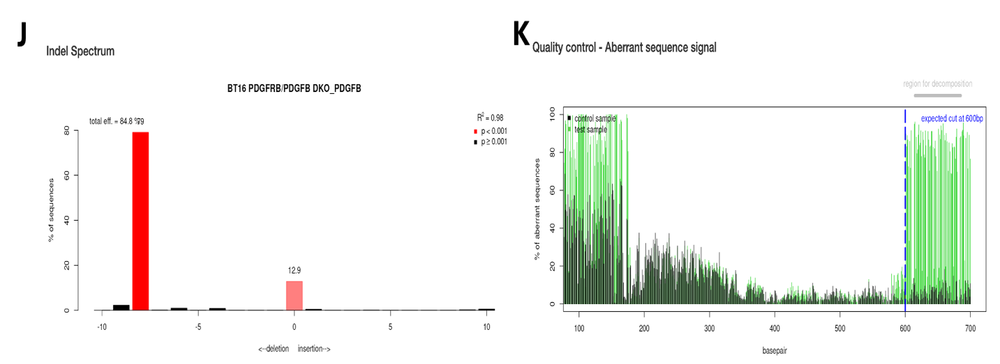 J
Indel Spectrum
BT16 PDGFRB/PDGFB DKO_PDGFB
total eff. = 84.8 %
79
R2 = 0.98
p < 0.001
p ≥ 0.001
% of sequences
0
20
40
60
80
12.9
-10
-5
0
5
10
<--deletion insertion-->
K
Quality control - Aberrant sequence signal
region for decomposition
control sample
test sample
expected cut at 600bp
% of aberrant sequences
0
20
40
60
80
100
100
200
300
400
500
600
700
basepair